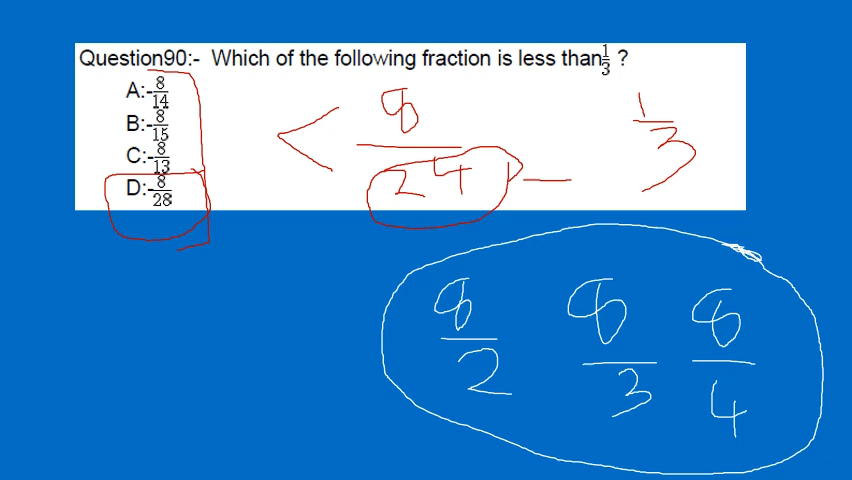 Question90:- Which of the following fraction is less than 1/3 ?
A:- 8/14
B:- 8/15
C:- 8/13
D:- 8/28
< 8/24 - 1/3
8/2 8/3 8/4